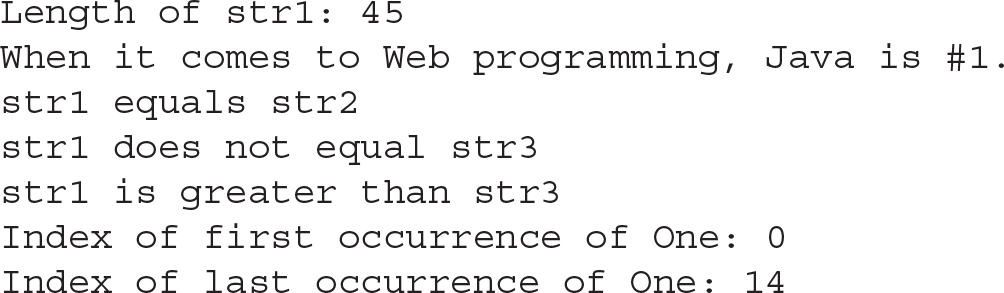 Length of str1: 45
When it comes to Web programming, Java is #1.
str1 equals str2
str1 does not equal str3
str1 is greater than str3
Index of first occurrence of One: 0
Index of last occurrence of One: 14